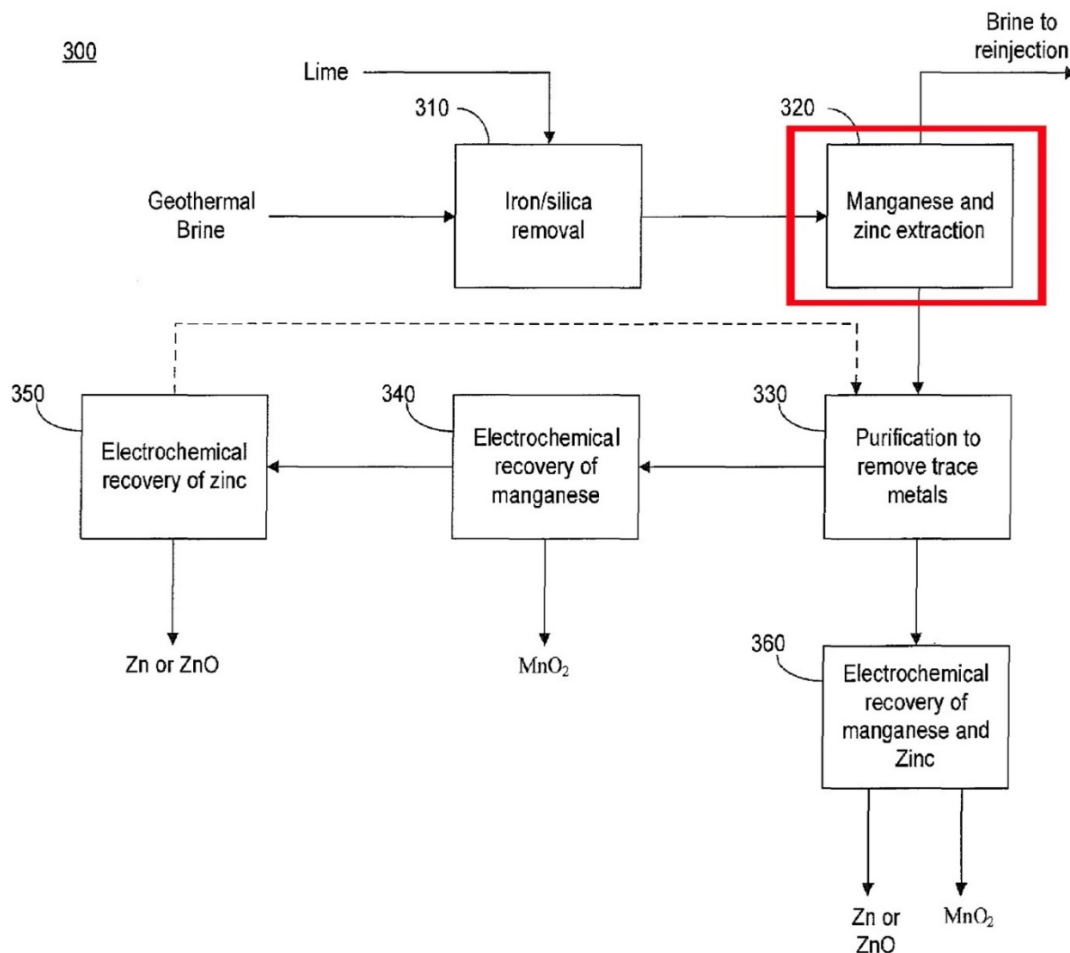 300
Brine to
reinjection
Lime
310
320
Geothermal
Brine
Iron/silica
removal
Manganese and
zinc extraction
350
340
330
Electrochemical
recovery of zinc
Electrochemical
recovery of
manganese
Purification to
remove trace
metals
Zn or ZnO
MnO₂
360
Electrochemical
recovery of
manganese and
Zinc
Zn or
ZnO
MnO₂